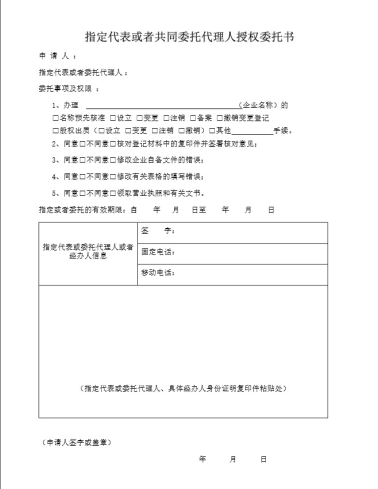 指定代表或者共同委托代理人授权委托书
申 请 人：
指定代表或者委托代理人：
委托事项及权限：
1、办理 （企业名称）的
□名称预先核准 □设立 □变更 □注销 □备案 □撤销变更登记
□股权出质（□设立 □变更 □注销 □撤销）□其他 手续。
2、同意□不同意□核对登记材料中的复印件并签署核对意见；
3、同意□不同意□修改企业自备文件的错误；
4、同意□不同意□修改有关表格的填写错误；
5、同意□不同意□领取营业执照和有关文书。
指定或者委托的有效期限：自 年 月 日至 年 月 日
指定代表或委托代理人或者
经办人信息
签 字：
固定电话：
移动电话：
（指定代表或委托代理人、具体经办人身份证明复印件粘贴处）
（申请人签字或盖章）
年 月 日